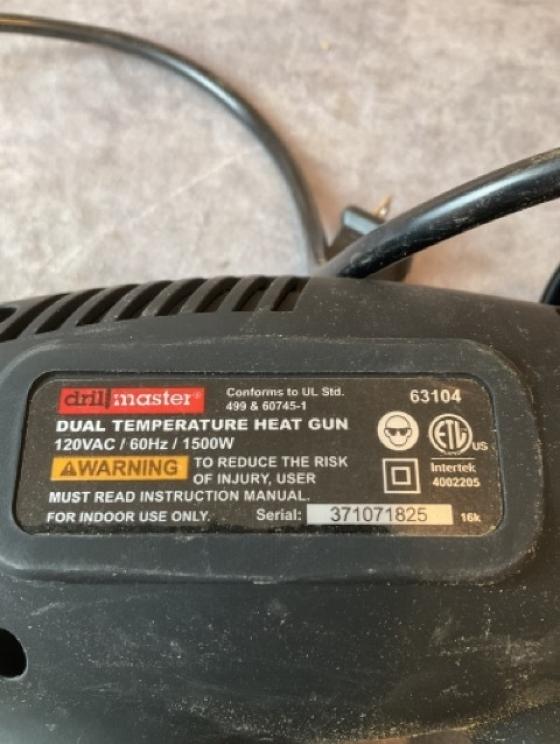 drill master® Conforms to UL Std. 63104
499 & 60745-1
DUAL TEMPERATURE HEAT GUN
120VAC / 60Hz / 1500W
WARNING TO REDUCE THE RISK
OF INJURY, USER
MUST READ INSTRUCTION MANUAL.
FOR INDOOR USE ONLY. Serial: 371071825 16k
ETL US
Intertek
4002205